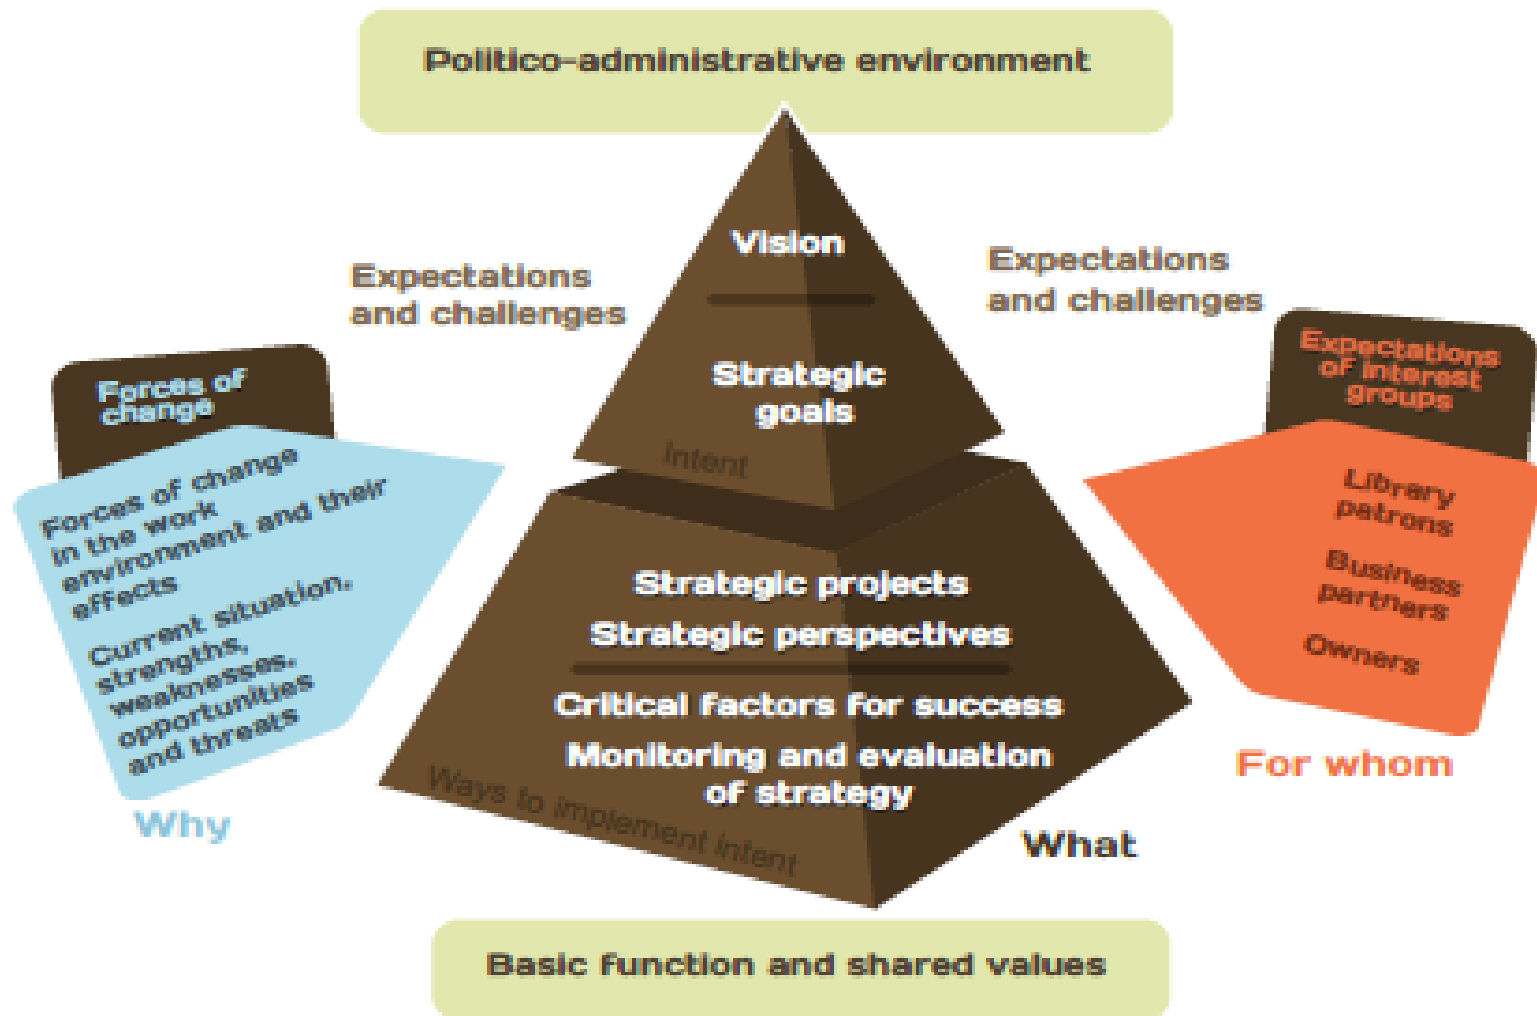 Politico-administrative environment
Expectations
and challenges
Forces of
change
Forces of change
in the work
environment and their
effects
Current situation,
strengths,
weaknesses,
opportunities
and threats
Why
Vision
Strategic
goals
Intent
Strategic projects
Strategic perspectives
Critical factors for success
Monitoring and evaluation
of strategy
Ways to implement intent
What
Expectations
and challenges
Expectations
of interest
groups
Library
patrons
Business
partners
Owners
For whom
Basic function and shared values